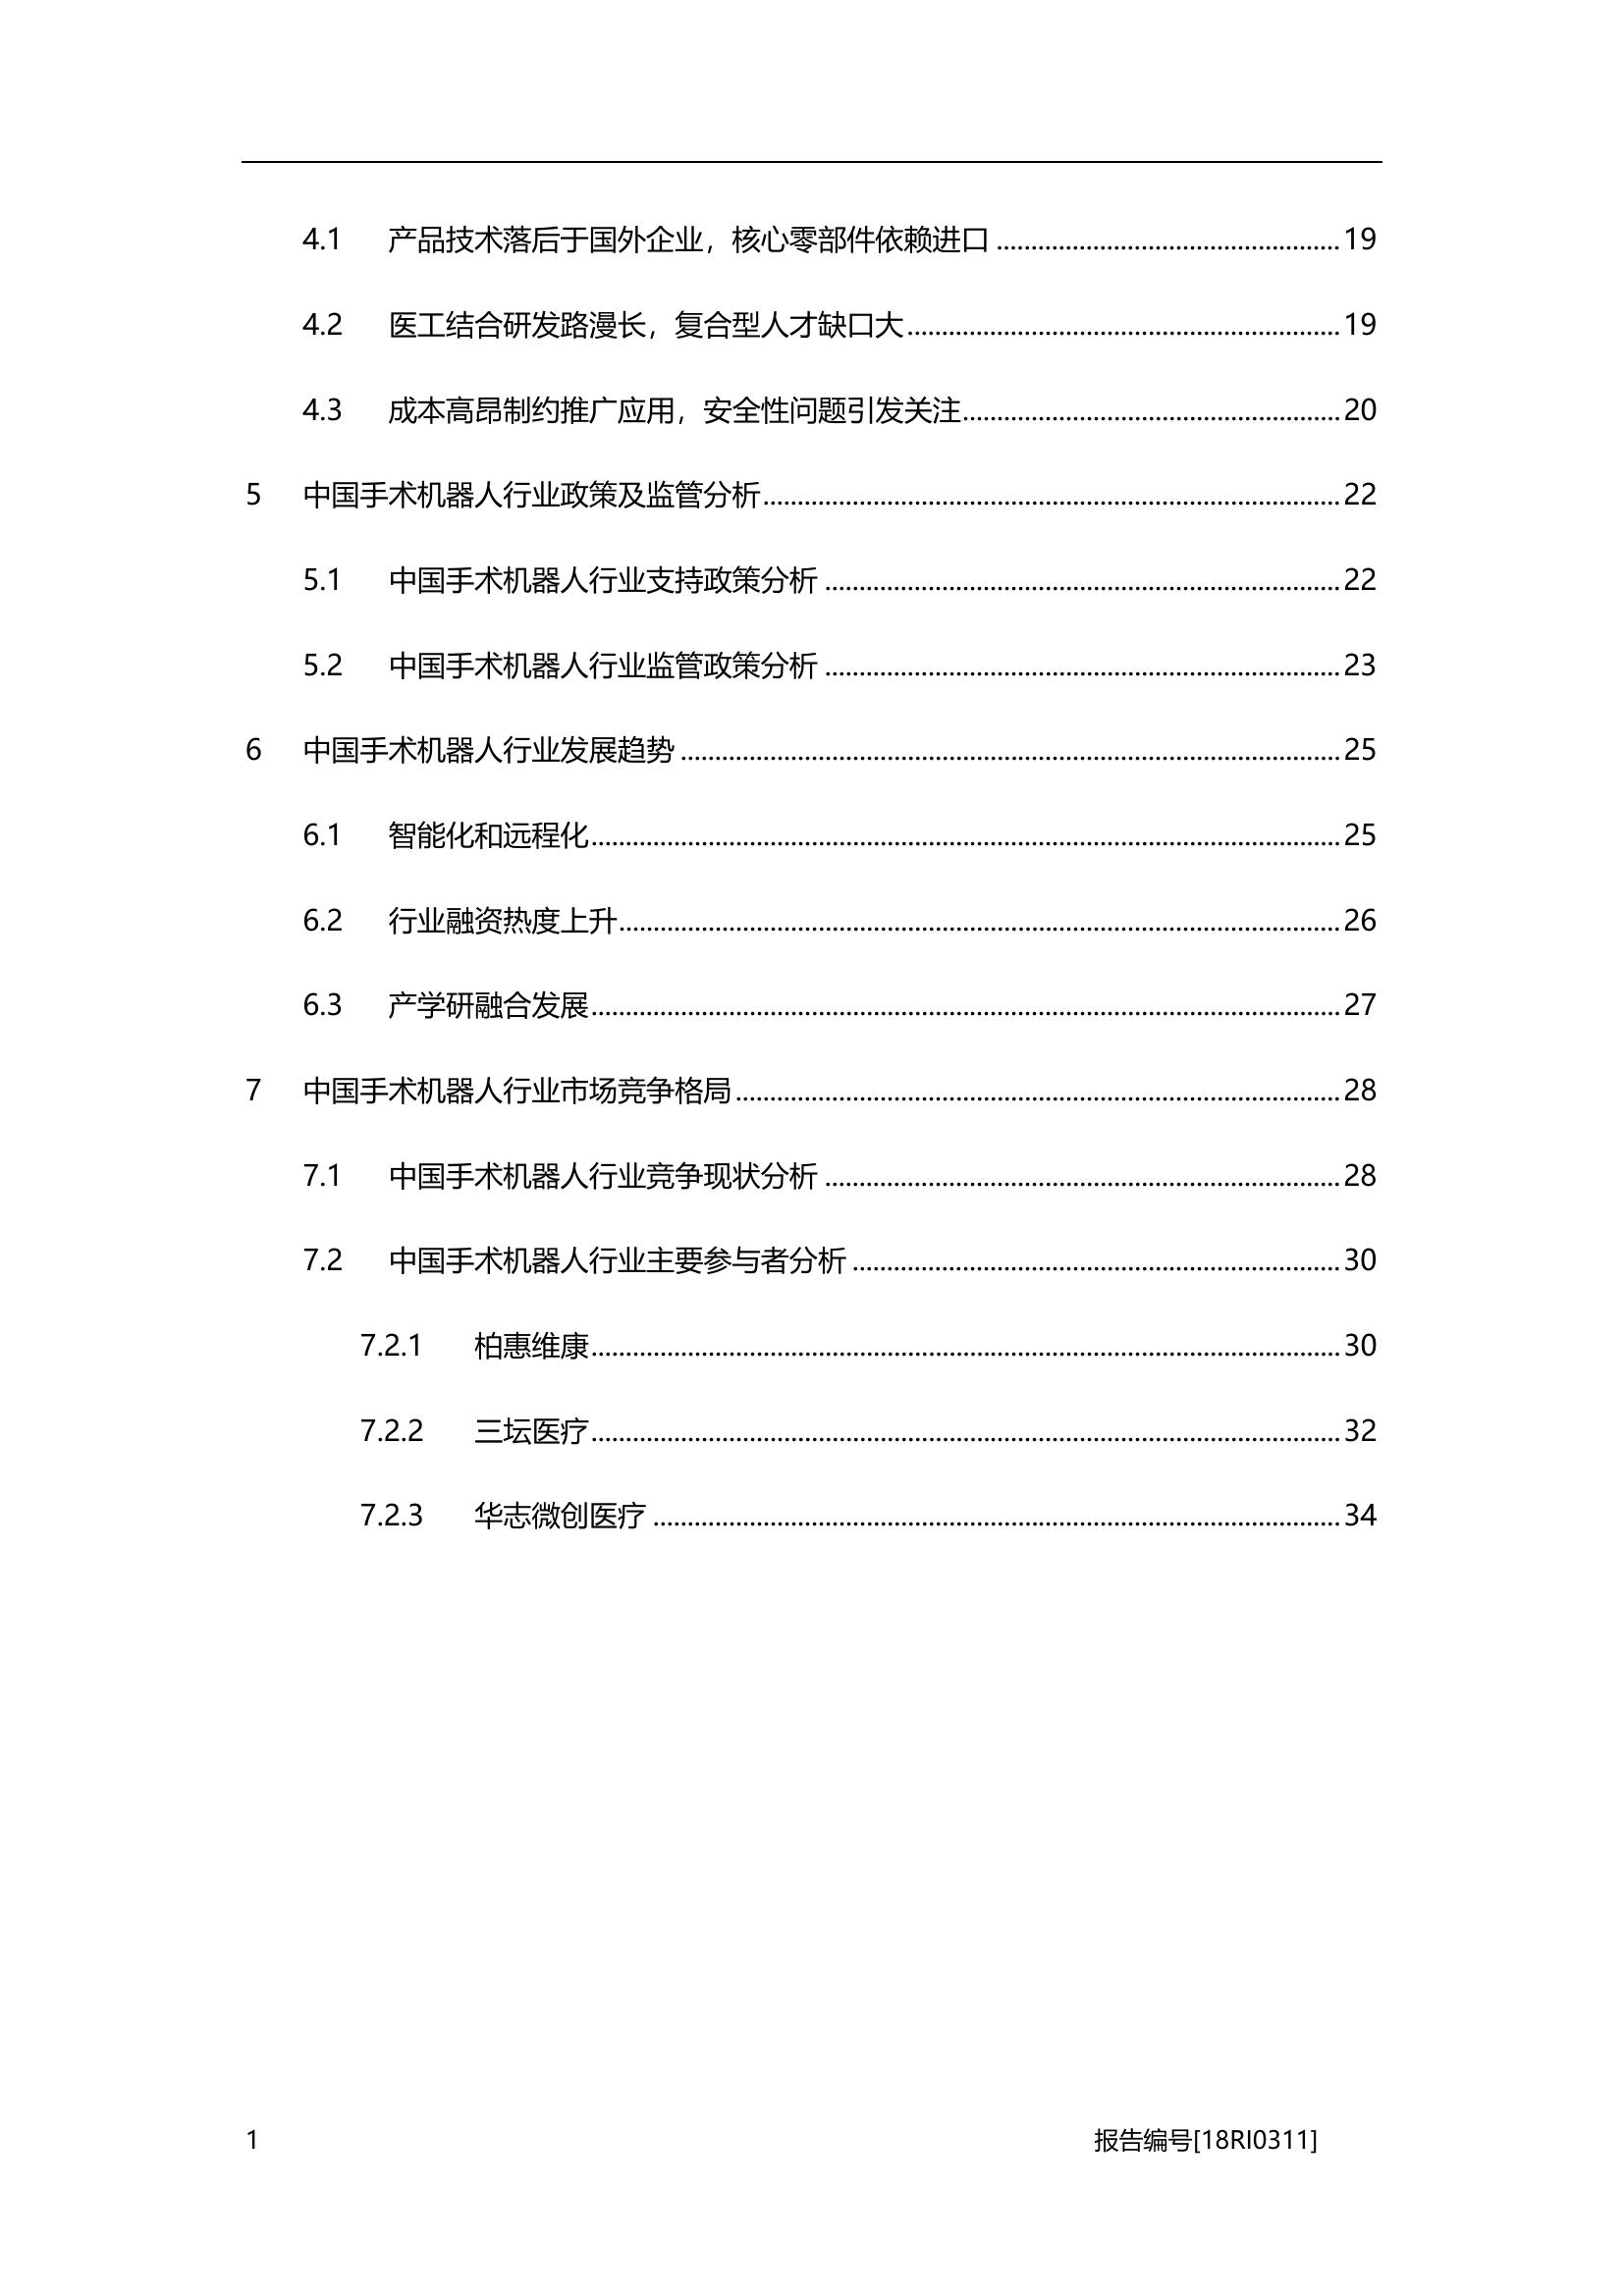 4.1 产品技术落后于国外企业，核心零部件依赖进口 ................................................ 19
4.2 医工结合研发路漫长，复合型人才缺口大 ................................................ 19
4.3 成本高昂制约推广应用，安全性问题引发关注 ................................................ 20
5 中国手术机器人行业政策及监管分析 ................................................ 22
5.1 中国手术机器人行业支持政策分析 ................................................ 22
5.2 中国手术机器人行业监管政策分析 ................................................ 23
6 中国手术机器人行业发展趋势 ................................................ 25
6.1 智能化和远程化 ................................................ 25
6.2 行业融资热度上升 ................................................ 26
6.3 产学研融合发展 ................................................ 27
7 中国手术机器人行业市场竞争格局 ................................................ 28
7.1 中国手术机器人行业竞争现状分析 ................................................ 28
7.2 中国手术机器人行业主要参与者分析 ................................................ 30
7.2.1 柏惠维康 ................................................ 30
7.2.2 三坛医疗 ................................................ 32
7.2.3 华志微创医疗 ................................................ 34
1 报告编号[18RI0311]